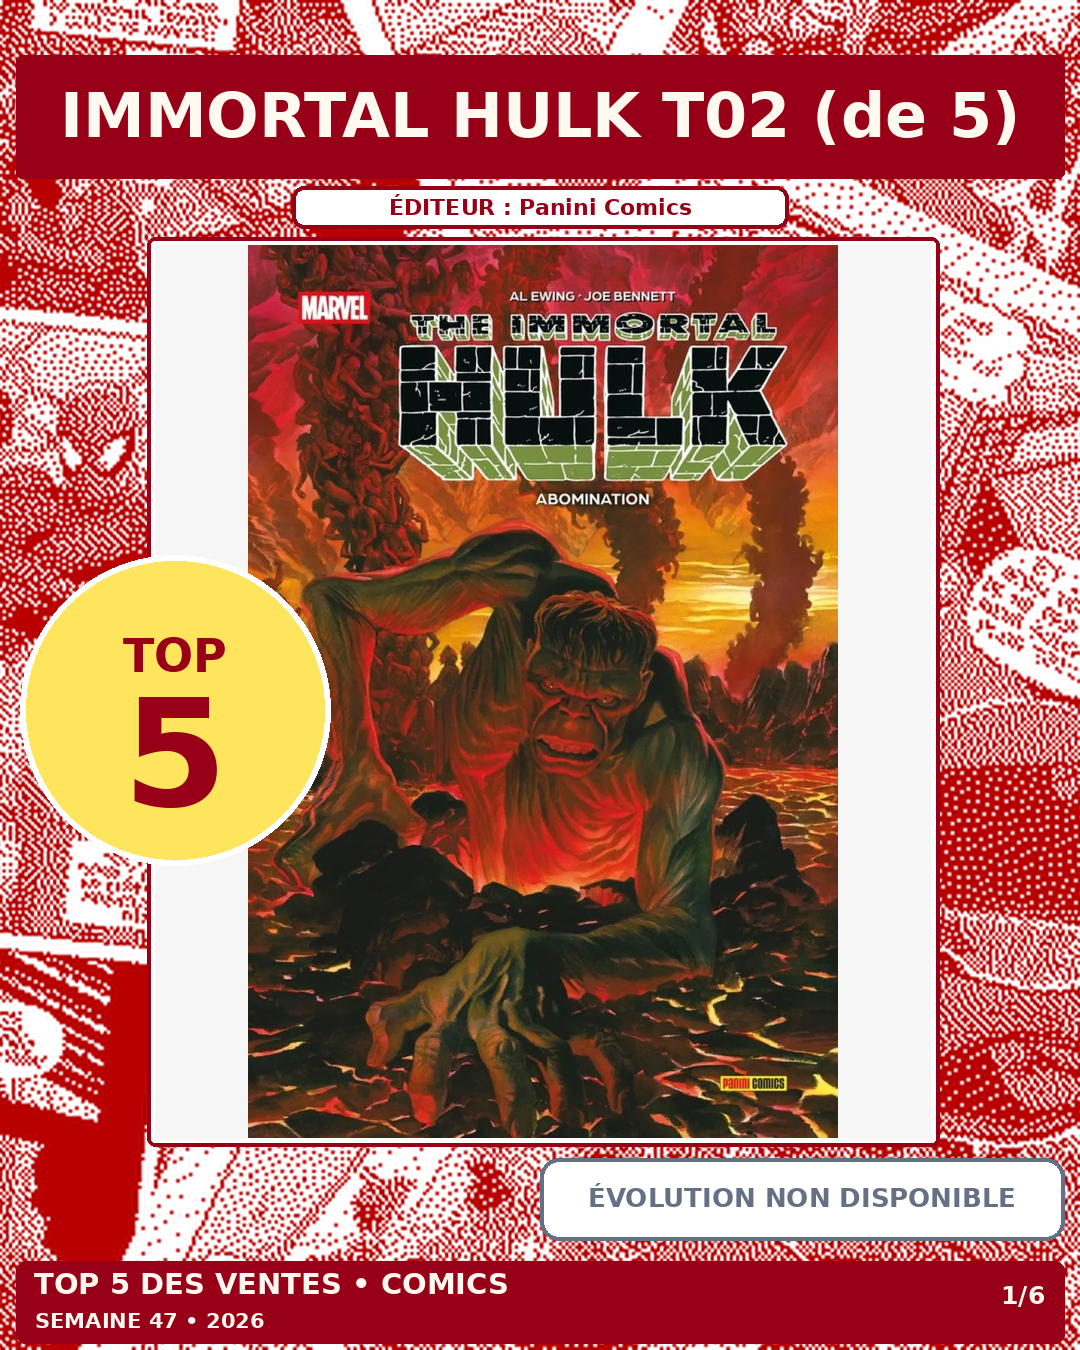 IMMORTAL HULK T02 (de 5)
ÉDITEUR : Panini Comics
MARVEL
AL EWING · JOE BENNETT
THE IMMORTAL
HULK
ABOMINATION
TOP
5
PANINI COMICS
ÉVOLUTION NON DISPONIBLE
TOP 5 DES VENTES • COMICS
SEMAINE 47 • 2026
1/6